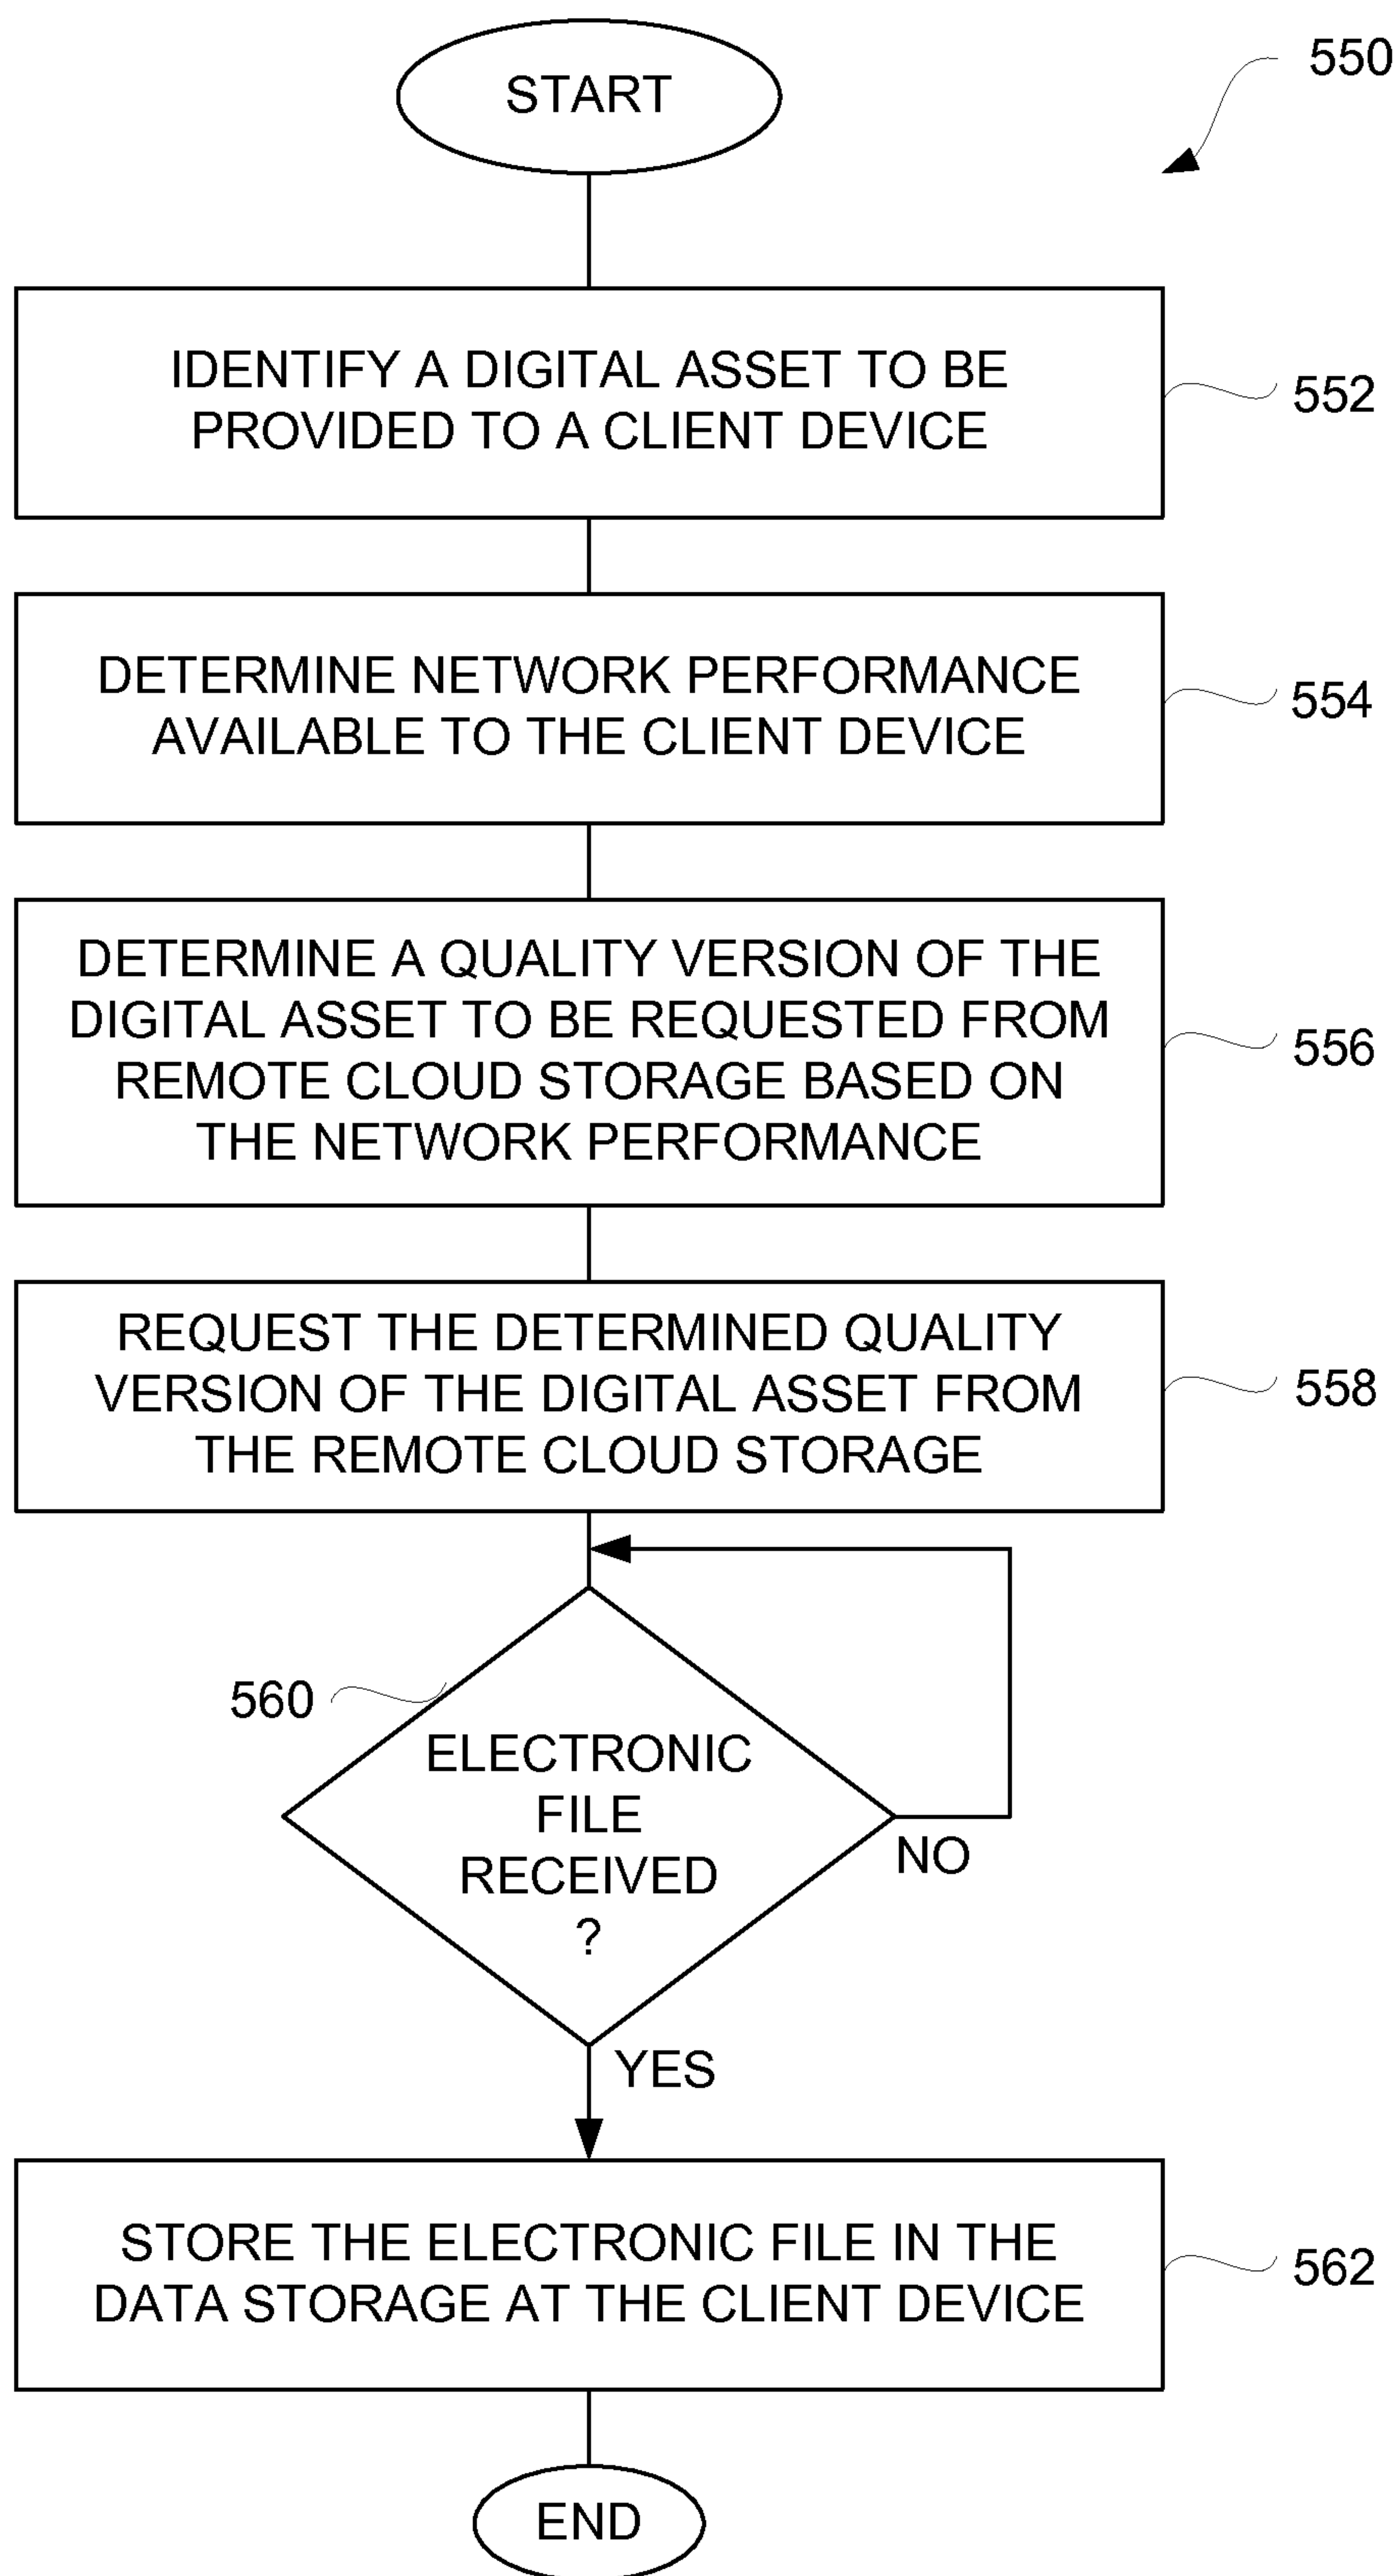 START
550
IDENTIFY A DIGITAL ASSET TO BE
PROVIDED TO A CLIENT DEVICE
552
DETERMINE NETWORK PERFORMANCE
AVAILABLE TO THE CLIENT DEVICE
554
DETERMINE A QUALITY VERSION OF THE
DIGITAL ASSET TO BE REQUESTED FROM
REMOTE CLOUD STORAGE BASED ON
THE NETWORK PERFORMANCE
556
REQUEST THE DETERMINED QUALITY
VERSION OF THE DIGITAL ASSET FROM
THE REMOTE CLOUD STORAGE
558
560
ELECTRONIC
FILE
RECEIVED
?
NO
YES
STORE THE ELECTRONIC FILE IN THE
DATA STORAGE AT THE CLIENT DEVICE
562
END